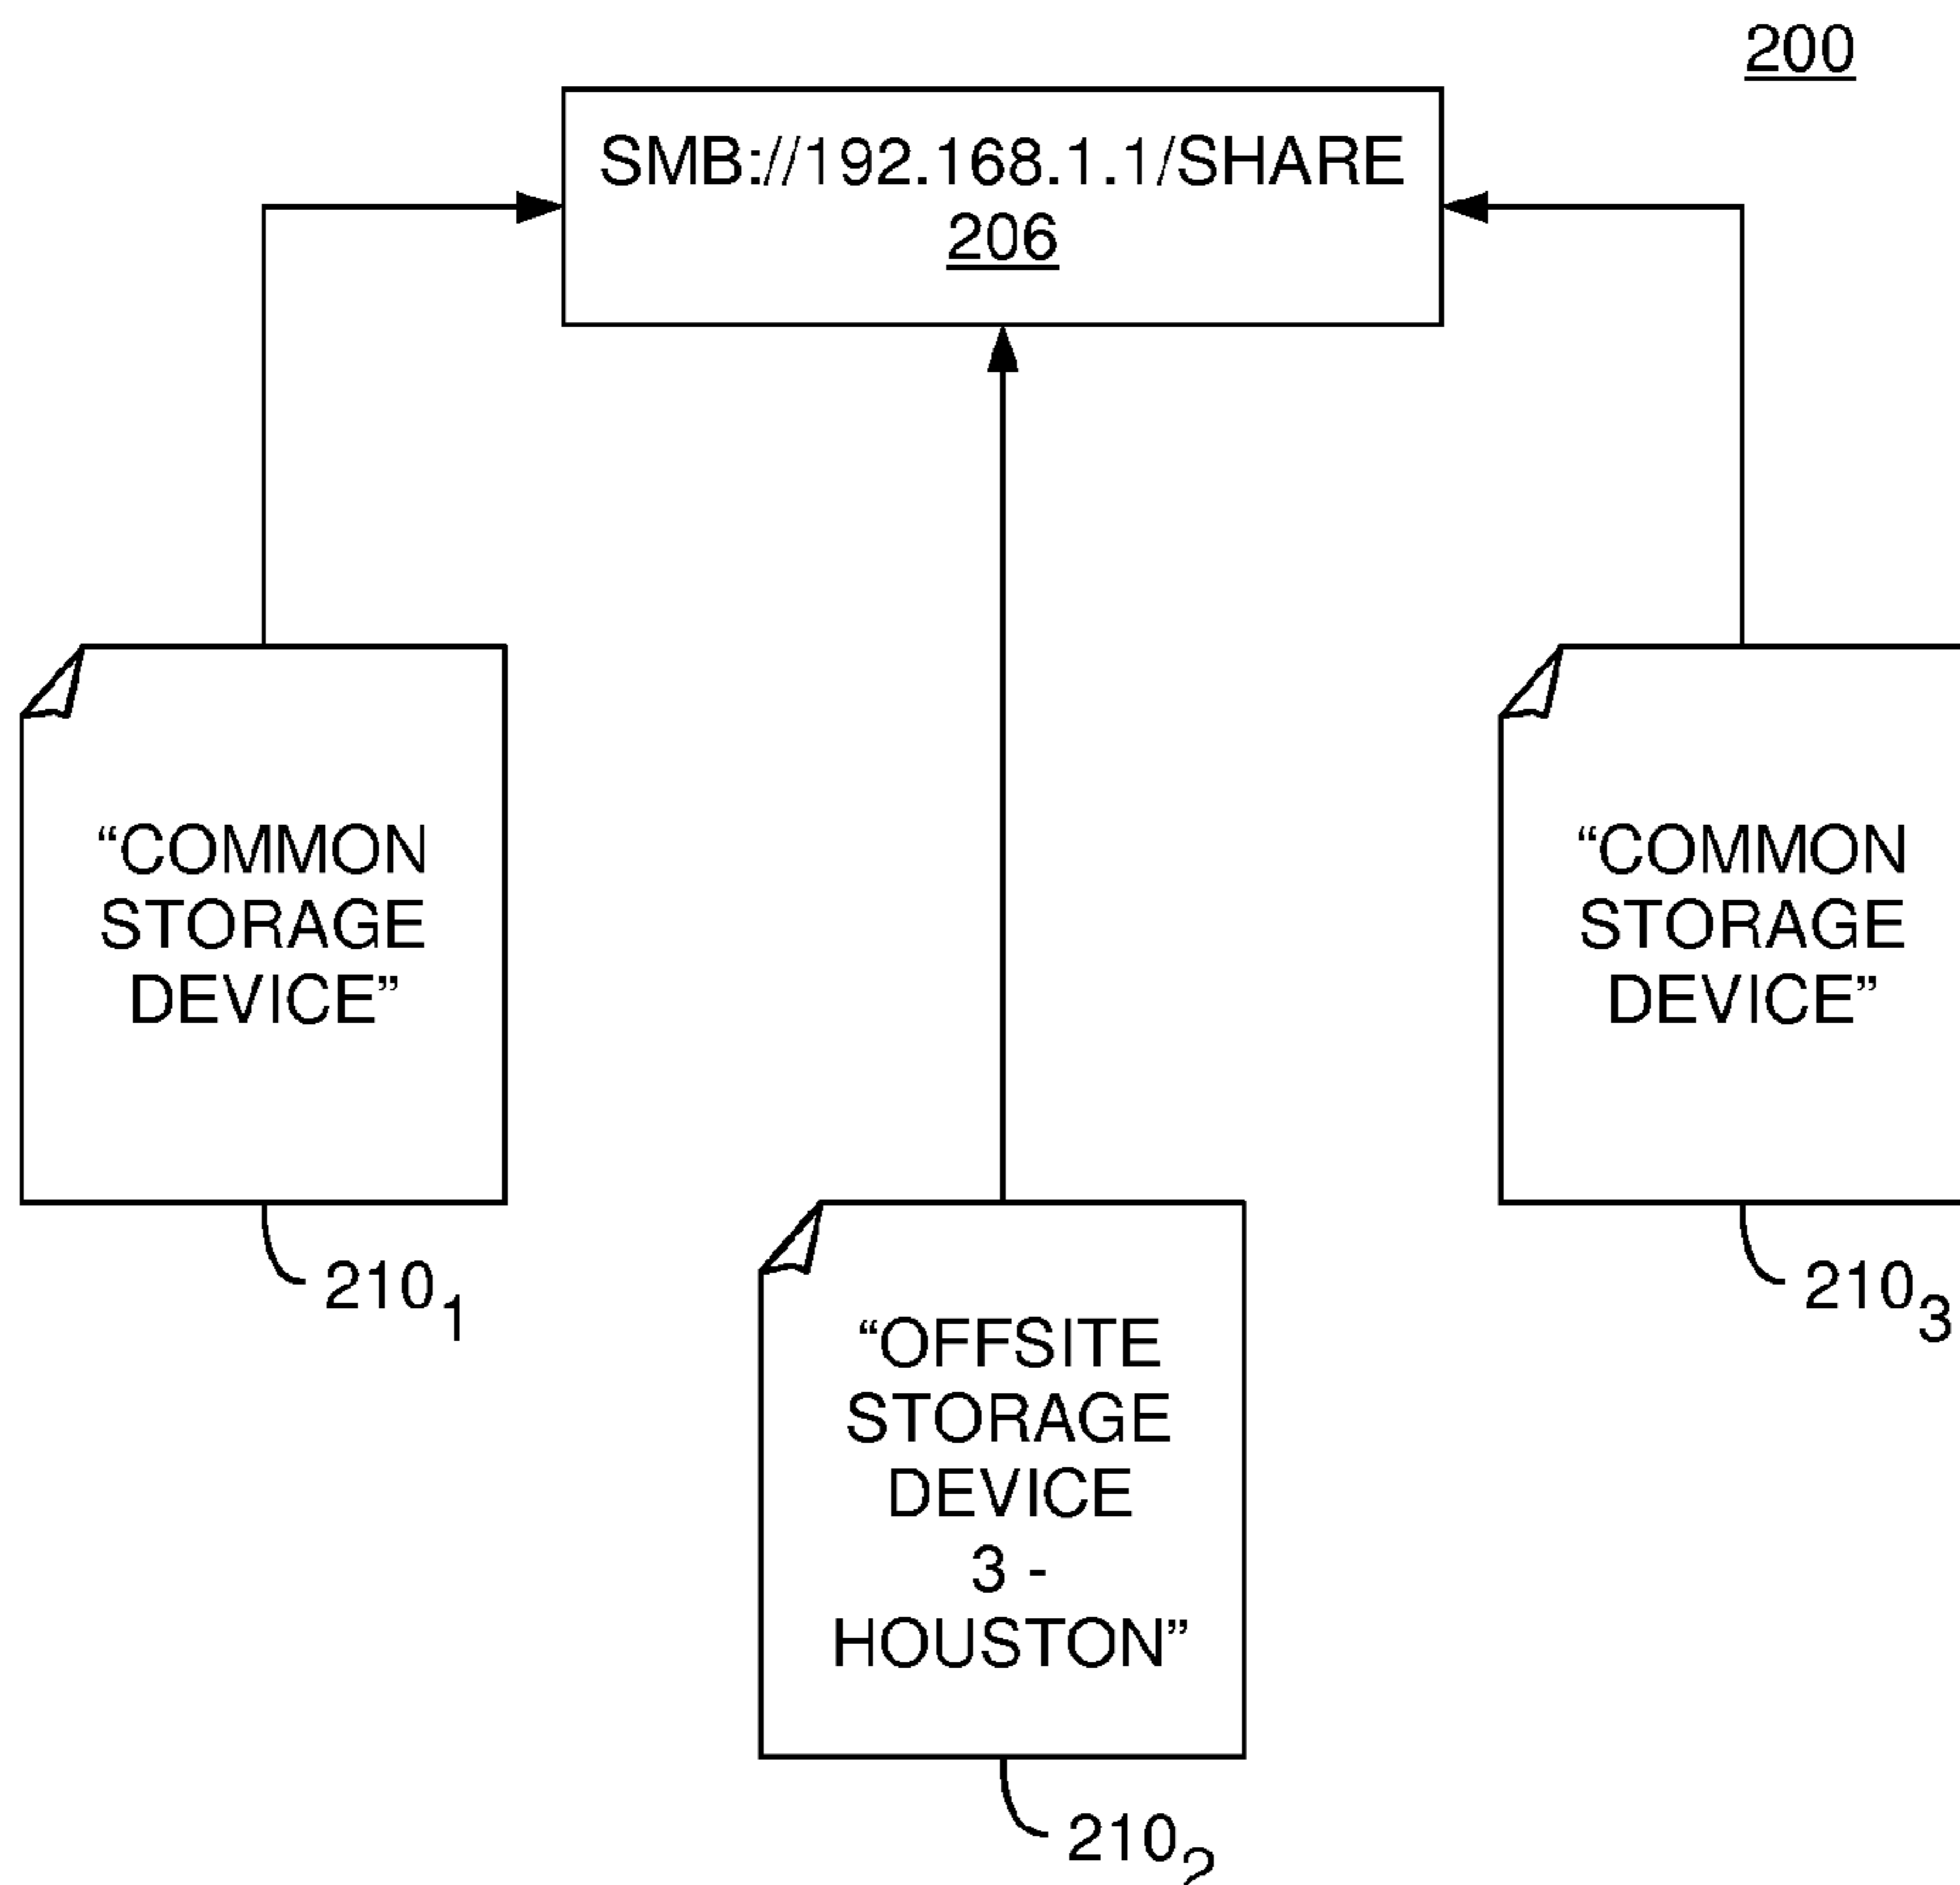 200
SMB://192.168.1.1/SHARE
206
“COMMON
STORAGE
DEVICE”
210₁
“COMMON
STORAGE
DEVICE”
210₃
“OFFSITE
STORAGE
DEVICE
3 -
HOUSTON”
210₂